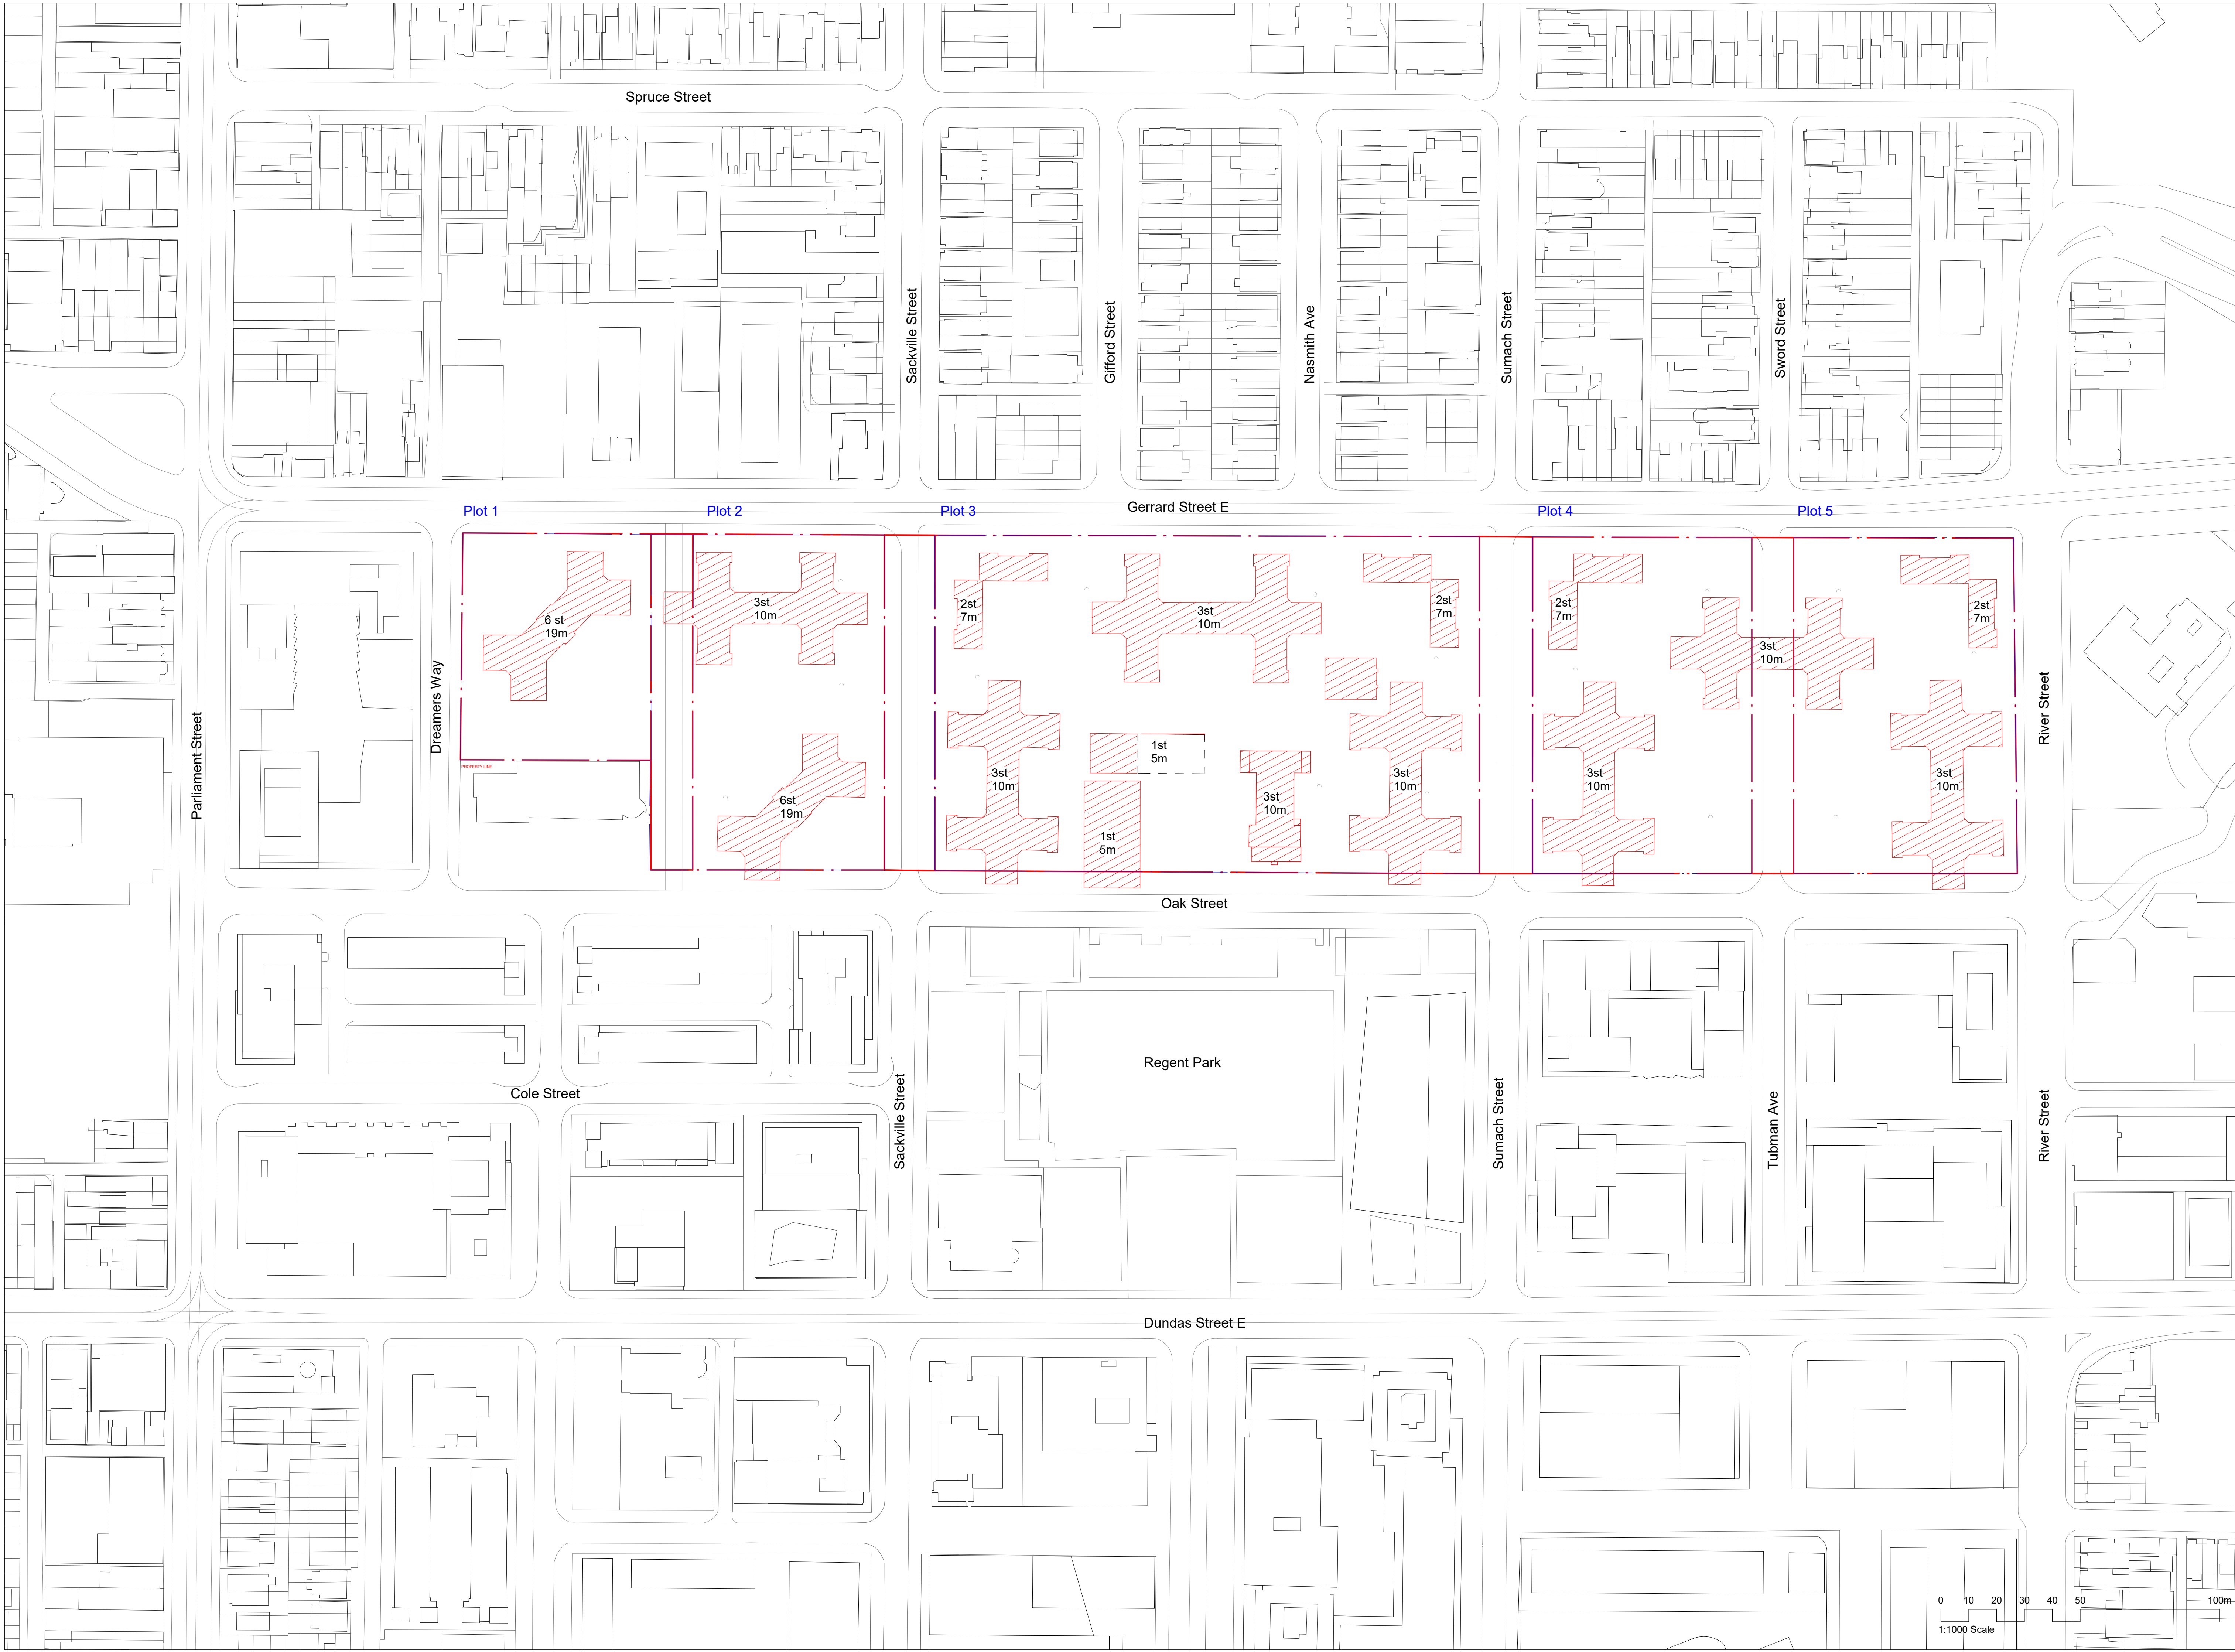 Spruce Street
Sackville Street
Gifford Street
Nasmith Ave
Sumach Street
Sword Street
Plot 1
Plot 2
Plot 3
Gerrard Street E
Plot 4
Plot 5
6 st
19m
3st
10m
2st
7m
3st
10m
2st
7m
2st
7m
3st
10m
2st
7m
Dreamers Way
Parliament Street
River Street
PROPERTY LINE
6st
19m
3st
10m
1st
5m
1st
5m
3st
10m
3st
10m
3st
10m
3st
10m
Oak Street
Regent Park
Cole Street
Sackville Street
Sumach Street
Tubman Ave
River Street
Dundas Street E
0 10 20 30 40 50 100m
1:1000 Scale